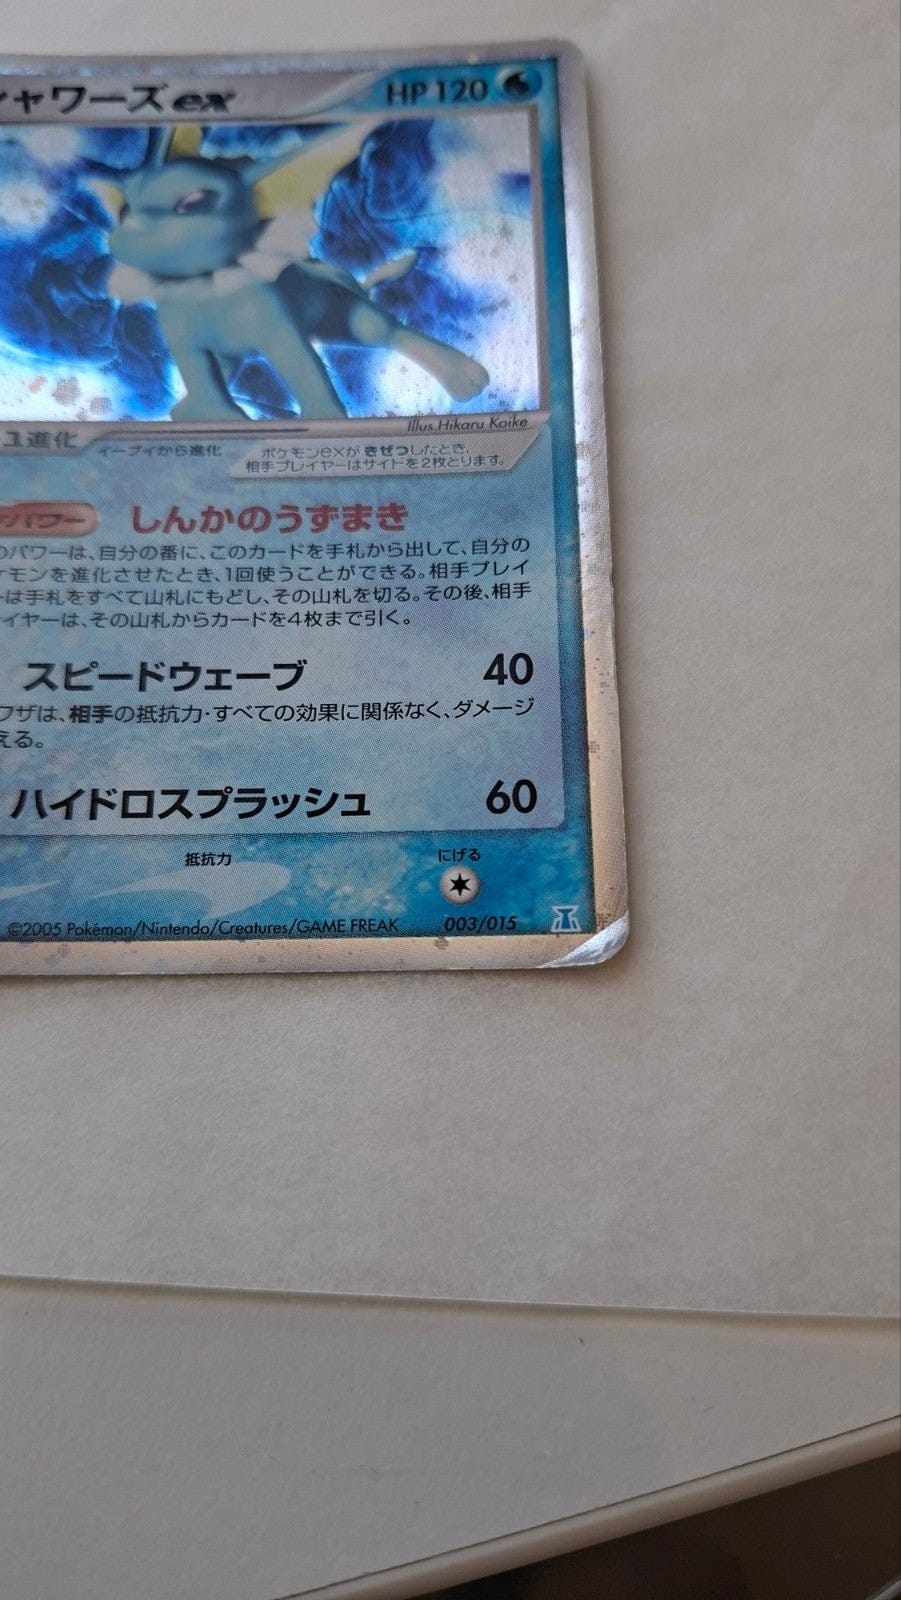 ャワーズex HP120
Illus.Hikaru Koike
1進化
イーブイから進化
ポケモンexが きぜつしたとき、
相手プレイヤーはサイドを2枚とります。
パワー しんかのうずまき
のパワーは、自分の番に、このカードを手札から出して、自分の
ケモンを進化させたとき、1回使うことができる。相手プレイ
ーは手札をすべて山札にもどし、その山札を切る。その後、相手
イヤーは、その山札からカードを4枚まで引く。
スピードウェーブ 40
ワザは、相手の抵抗力・すべての効果に関係なく、ダメージ
える。
ハイドロスプラッシュ 60
抵抗力 にげる
©2005 Pokémon/Nintendo/Creatures/GAME FREAK 003/015